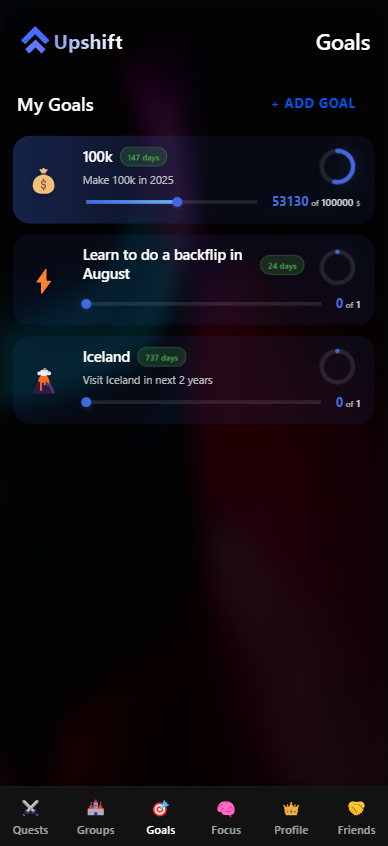 Upshift
Goals
My Goals
+ ADD GOAL
100k
147 days
Make 100k in 2025
53130 of 100000 $
Learn to do a backflip in
August
24 days
0 of 1
Iceland
737 days
Visit Iceland in next 2 years
0 of 1
Quests
Groups
Goals
Focus
Profile
Friends